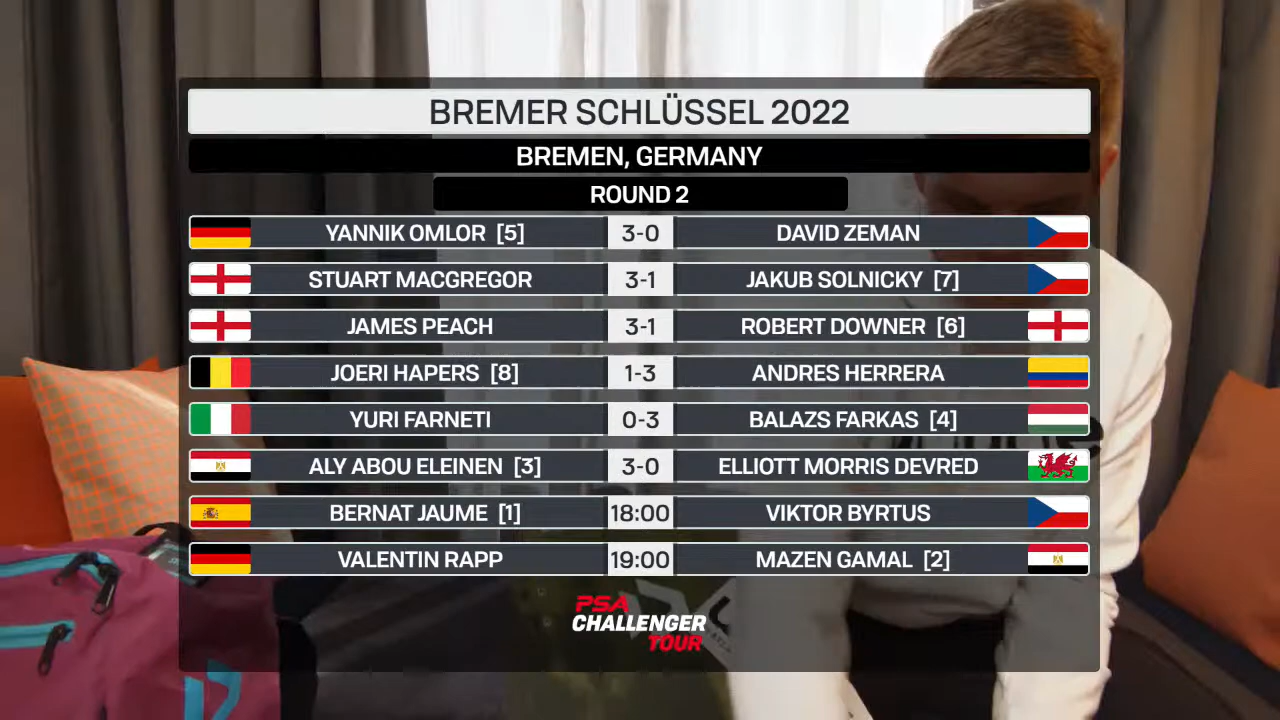 BREMER SCHLÜSSEL 2022
BREMEN, GERMANY
ROUND 2
YANNIK OMLOR [5] 3-0 DAVID ZEMAN
STUART MACGREGOR 3-1 JAKUB SOLNICKY [7]
JAMES PEACH 3-1 ROBERT DOWNER [6]
JOERI HAPERS [8] 1-3 ANDRES HERRERA
YURI FARNETI 0-3 BALAZS FARKAS [4]
ALY ABOU ELEINEN [3] 3-0 ELLIOTT MORRIS DEVRED
BERNAT JAUME [1] 18:00 VIKTOR BYRTUS
VALENTIN RAPP 19:00 MAZEN GAMAL [2]
PSA
CHALLENGER
TOUR